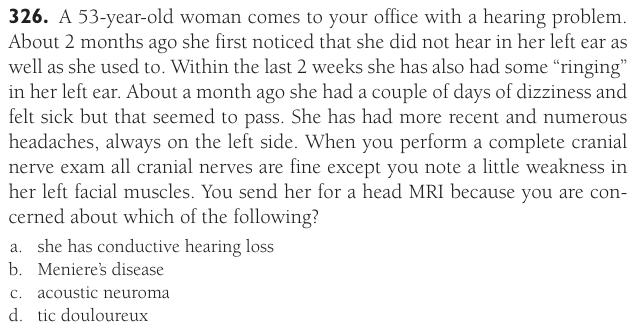 326. A 53-year-old woman comes to your office with a hearing problem.
About 2 months ago she first noticed that she did not hear in her left ear as
well as she used to. Within the last 2 weeks she has also had some “ringing”
in her left ear. About a month ago she had a couple of days of dizziness and
felt sick but that seemed to pass. She has had more recent and numerous
headaches, always on the left side. When you perform a complete cranial
nerve exam all cranial nerves are fine except you note a little weakness in
her left facial muscles. You send her for a head MRI because you are con-
cerned about which of the following?
a. she has conductive hearing loss
b. Meniere’s disease
c. acoustic neuroma
d. tic douloureux